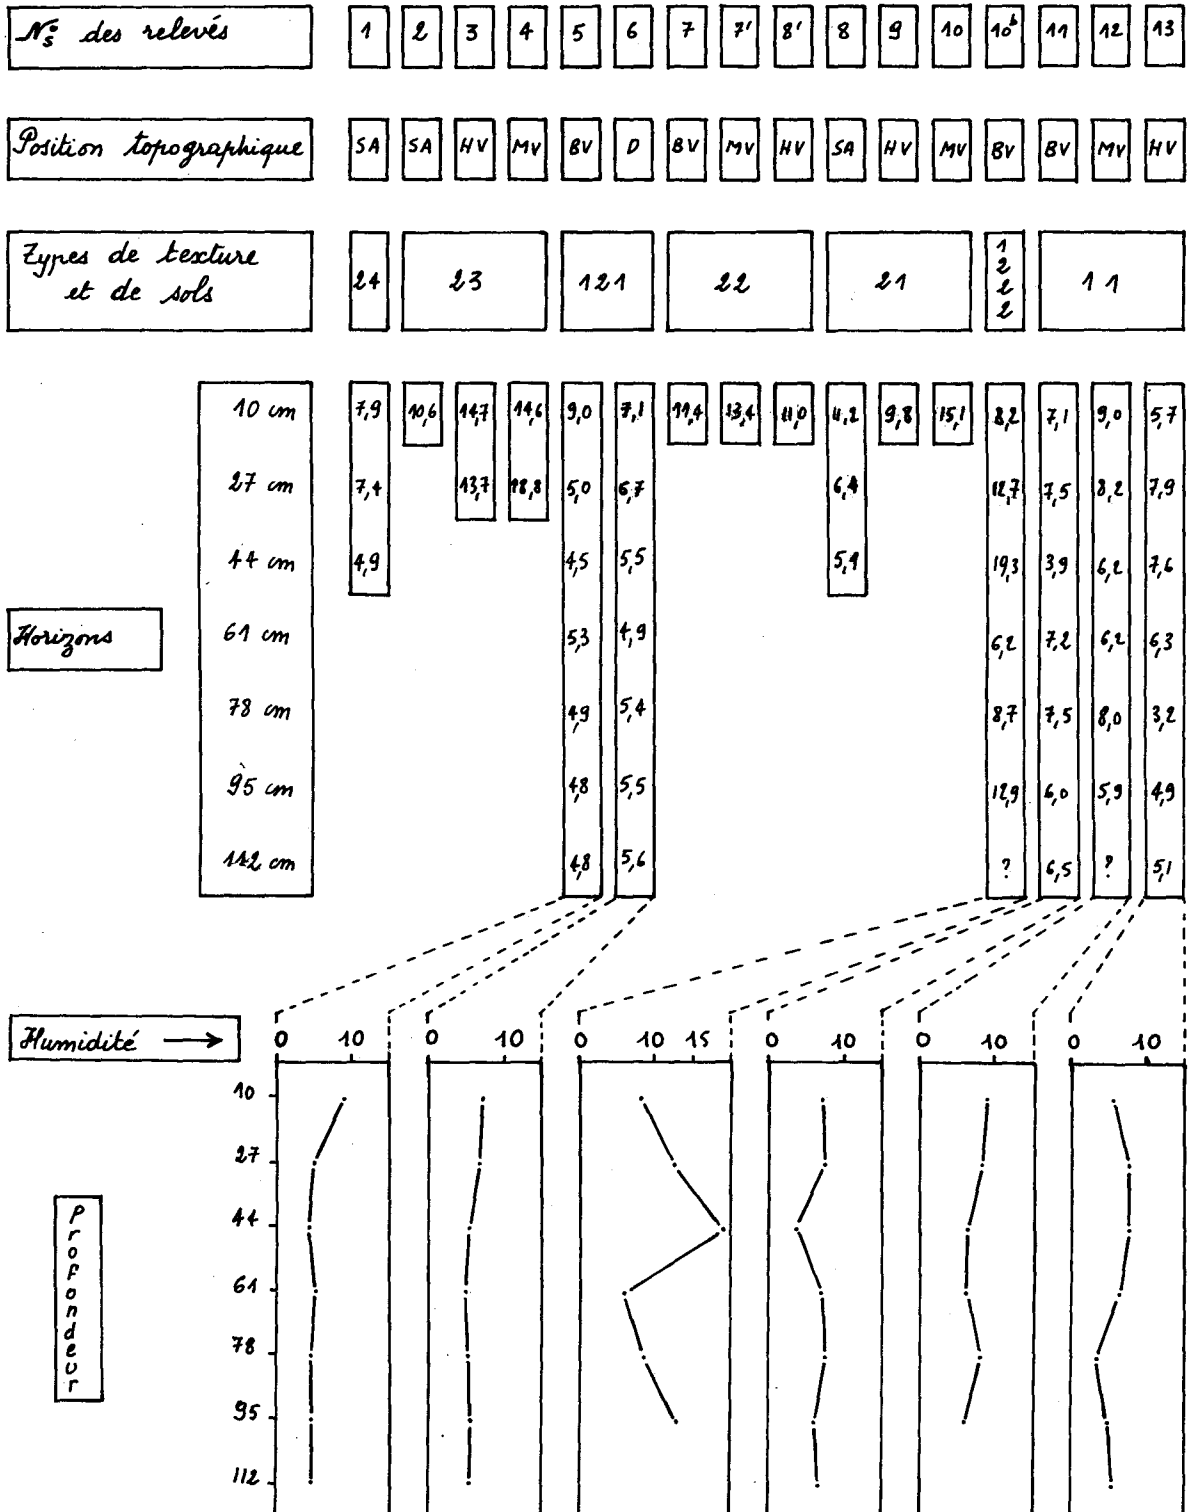 Nos des relevés 1 2 3 4 5 6 7 7' 8' 8 9 10 10b 11 12 13
Position topographique SA SA HV MV BV D BV MV HV SA HV MV BV BV MV HV
Types de texture
et de sols
24 23 121 22 21 1222 11
10 cm 7,9 10,6 14,7 14,6 9,0 7,1 11,4 13,4 11,0 11,2 9,8 15,1 8,2 7,1 9,0 5,7
27 cm 7,4 13,7 18,8 5,0 6,7 6,4 12,7 7,5 8,2 7,9
44 cm 4,9 4,5 5,5 5,9 19,3 3,9 6,2 7,6
Horizons
61 cm 5,3 4,9 6,2 7,2 6,2 6,3
78 cm 4,9 5,4 8,7 7,5 8,0 3,2
95 cm 4,8 5,5 12,9 6,0 5,9 4,9
112 cm 4,8 5,6 ? 6,5 ? 5,1
Humidité → 0 10 0 10 0 10 15 0 10 0 10 0 10
Profondeur
10
27
44
61
78
95
112